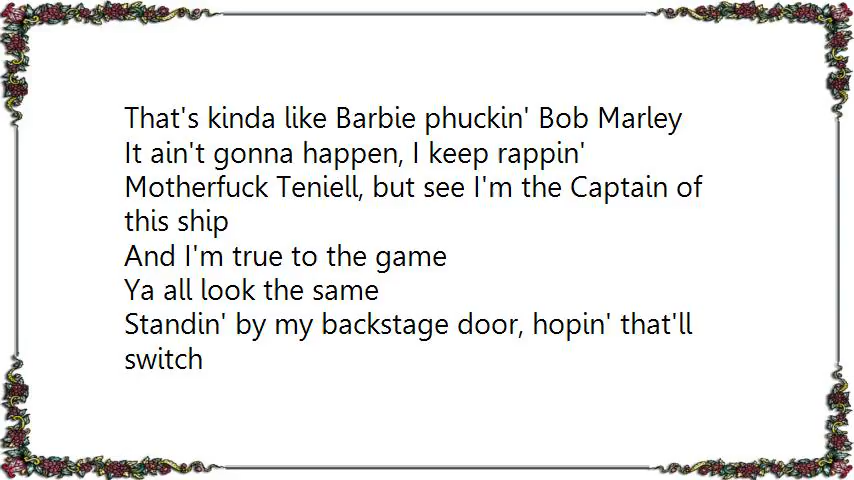 That's kinda like Barbie phuckin' Bob Marley
It ain't gonna happen, I keep rappin'
Motherfuck Teniell, but see I'm the Captain of
this ship
And I'm true to the game
Ya all look the same
Standin' by my backstage door, hopin' that'll
switch